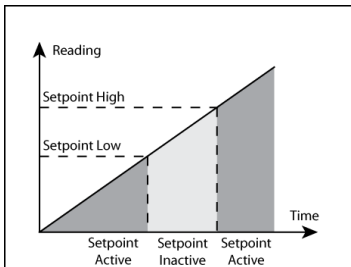 Reading
Setpoint High
Setpoint Low
Time
Setpoint Setpoint Setpoint
Active Inactive Active